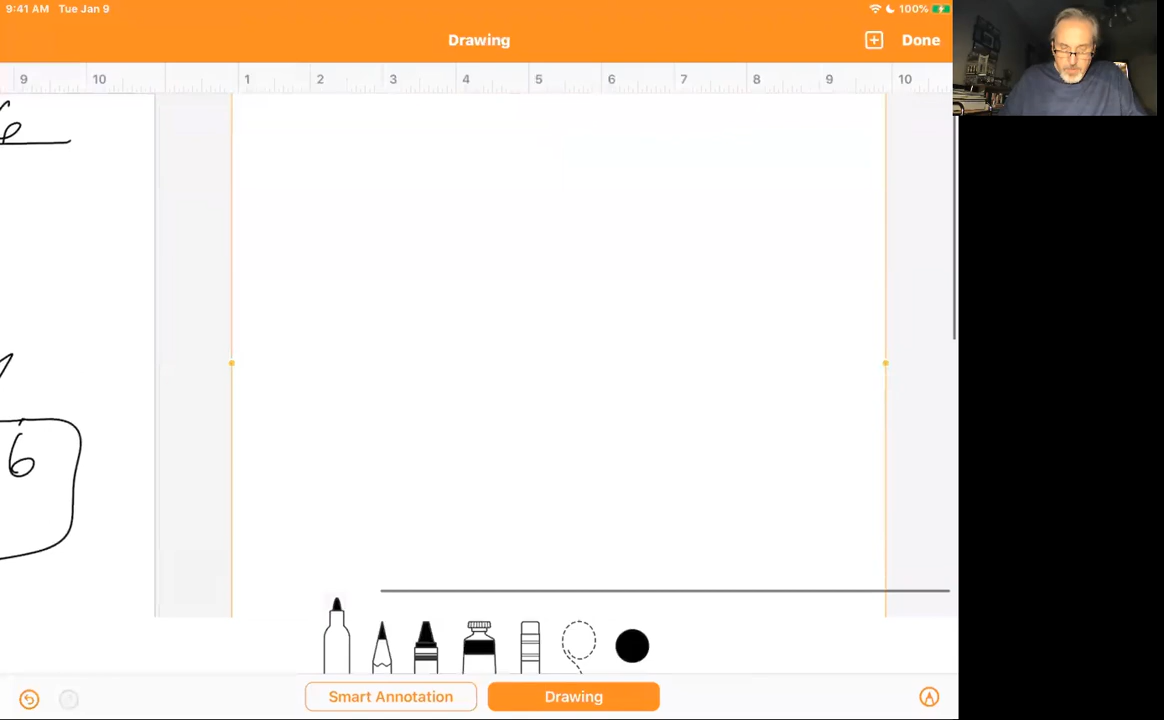 9:41 AM Tue Jan 9 100%
Drawing Done
9 10 1 2 3 4 5 6 7 8 9 10
6
Smart Annotation Drawing